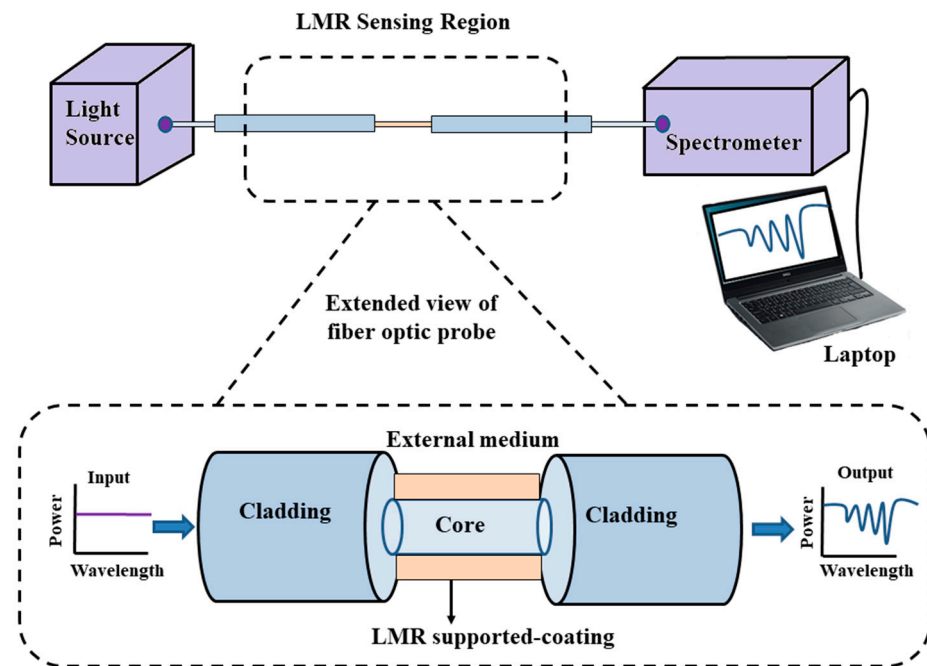 LMR Sensing Region
Light
Source
Spectrometer
Extended view of
fiber optic probe
Laptop
External medium
Input
Power
Wavelength
Cladding
Core
Cladding
Output
Power
Wavelength
LMR supported-coating